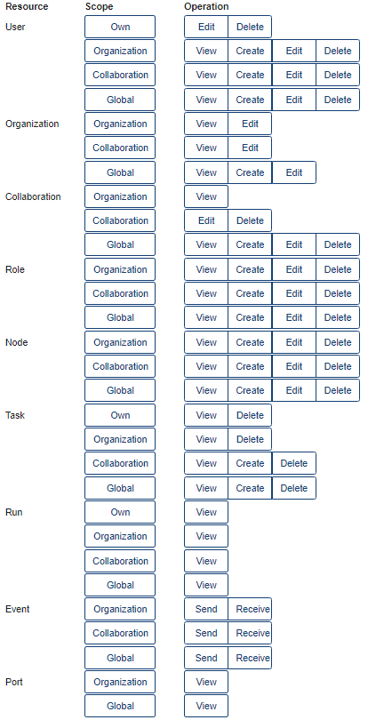 Resource Scope Operation
User Own Edit Delete
Organization View Create Edit Delete
Collaboration View Create Edit Delete
Global View Create Edit Delete
Organization Organization View Edit
Collaboration View Edit
Global View Create Edit
Collaboration Organization View
Collaboration Edit Delete
Global View Create Edit Delete
Role Organization View Create Edit Delete
Collaboration View Create Edit Delete
Global View Create Edit Delete
Node Organization View Create Edit Delete
Collaboration View Create Edit Delete
Global View Create Edit Delete
Task Own View Delete
Organization View Delete
Collaboration View Create Delete
Global View Create Delete
Run Own View
Organization View
Collaboration View
Global View
Event Organization Send Receive
Collaboration Send Receive
Global Send Receive
Port Organization View
Global View